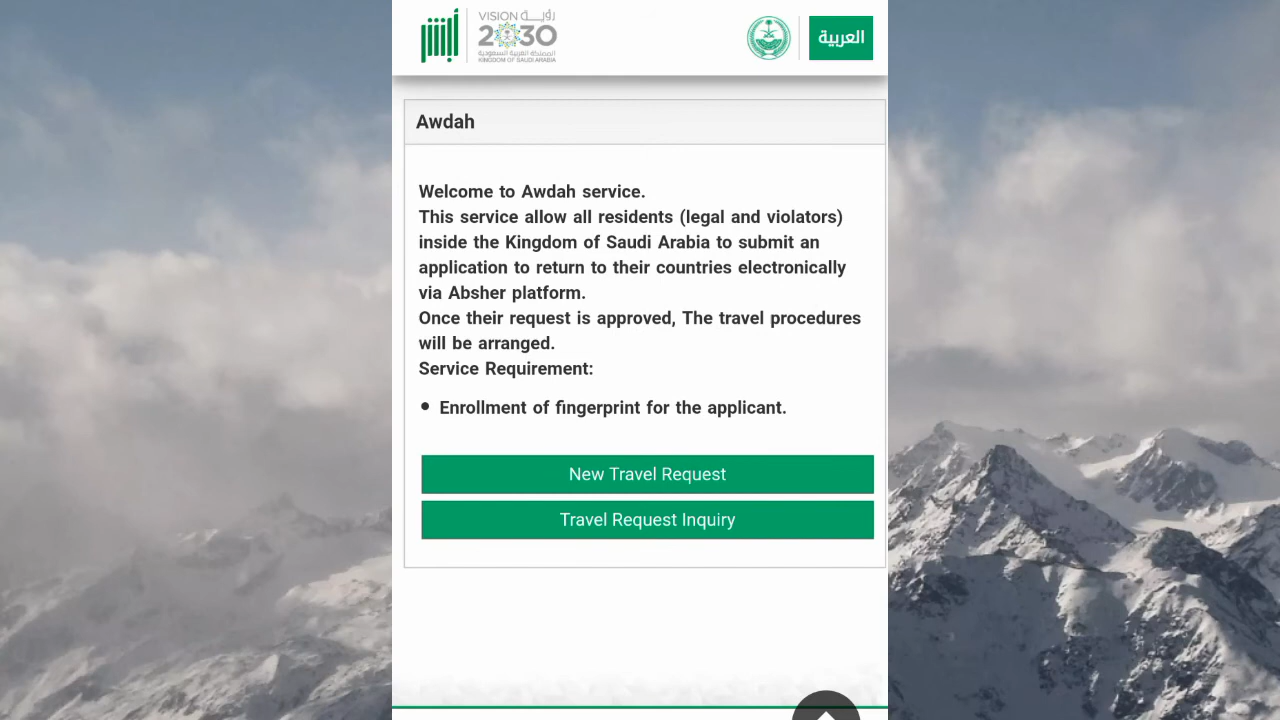 أبشر
VISION رؤيــة
2030
المملكة العربية السعودية
KINGDOM OF SAUDI ARABIA
العربية
Awdah
Welcome to Awdah service.
This service allow all residents (legal and violators)
inside the Kingdom of Saudi Arabia to submit an
application to return to their countries electronically
via Absher platform.
Once their request is approved, The travel procedures
will be arranged.
Service Requirement:
• Enrollment of fingerprint for the applicant.
New Travel Request
Travel Request Inquiry